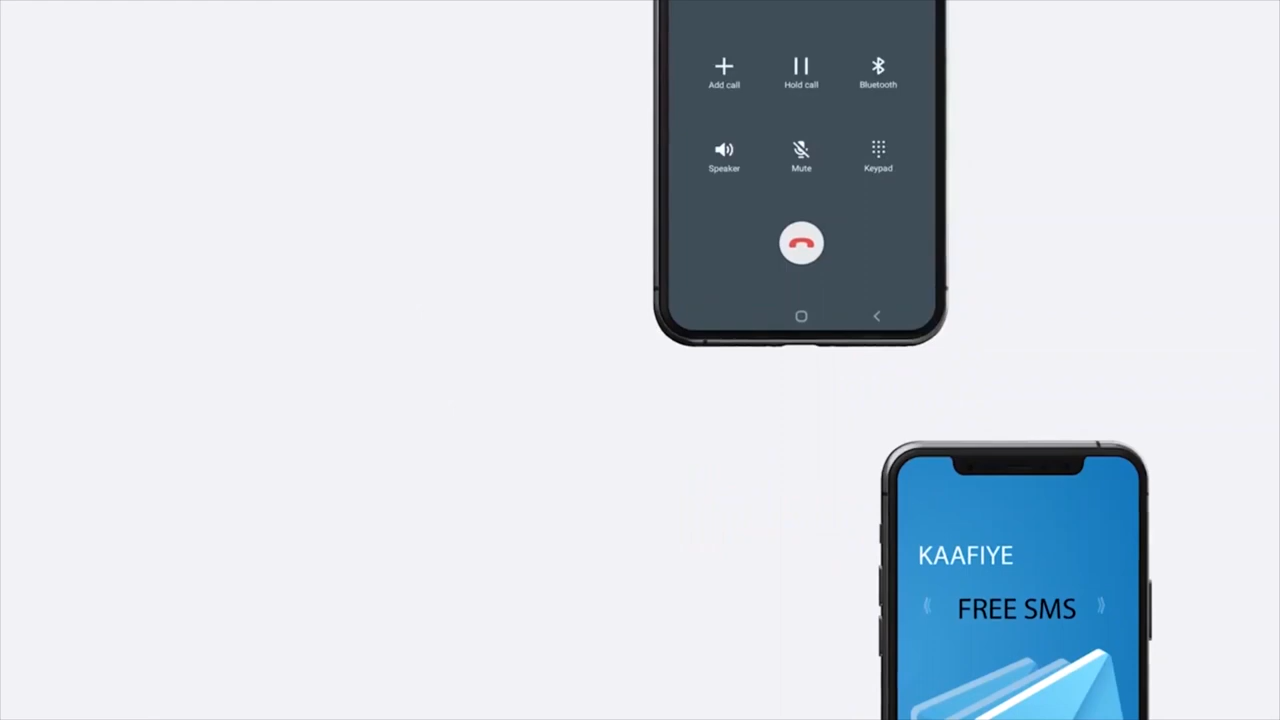 Add call Hold call Bluetooth
Speaker Mute Keypad
KAAFIYE
FREE SMS